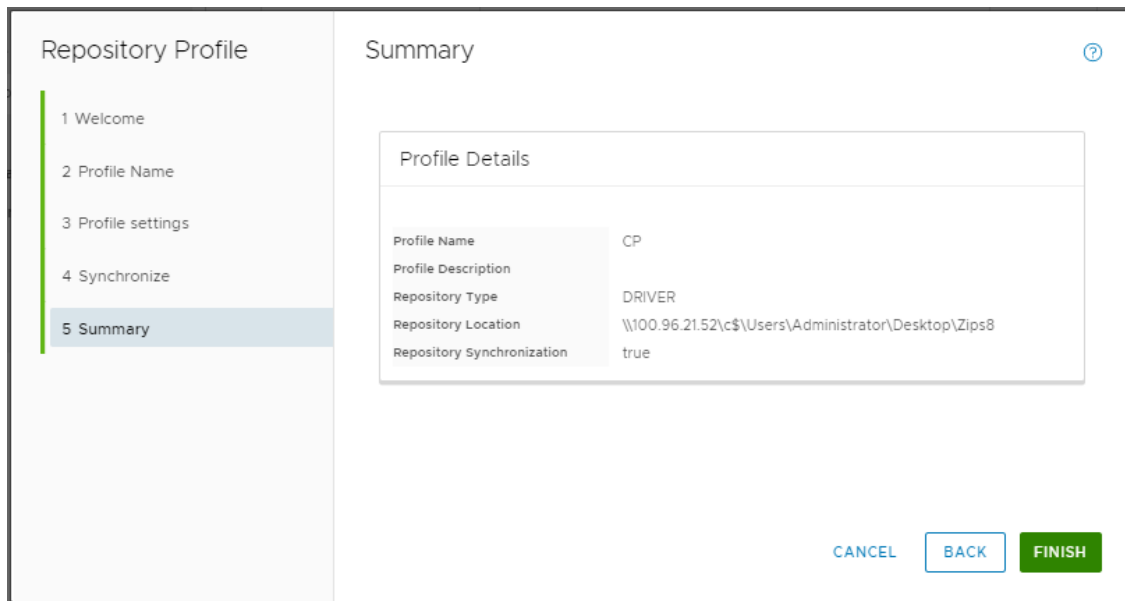 Repository Profile
1 Welcome
2 Profile Name
3 Profile settings
4 Synchronize
5 Summary
Summary
Profile Details
Profile Name CP
Profile Description
Repository Type DRIVER
Repository Location \\100.96.21.52\c$\Users\Administrator\Desktop\Zips8
Repository Synchronization true
CANCEL BACK FINISH